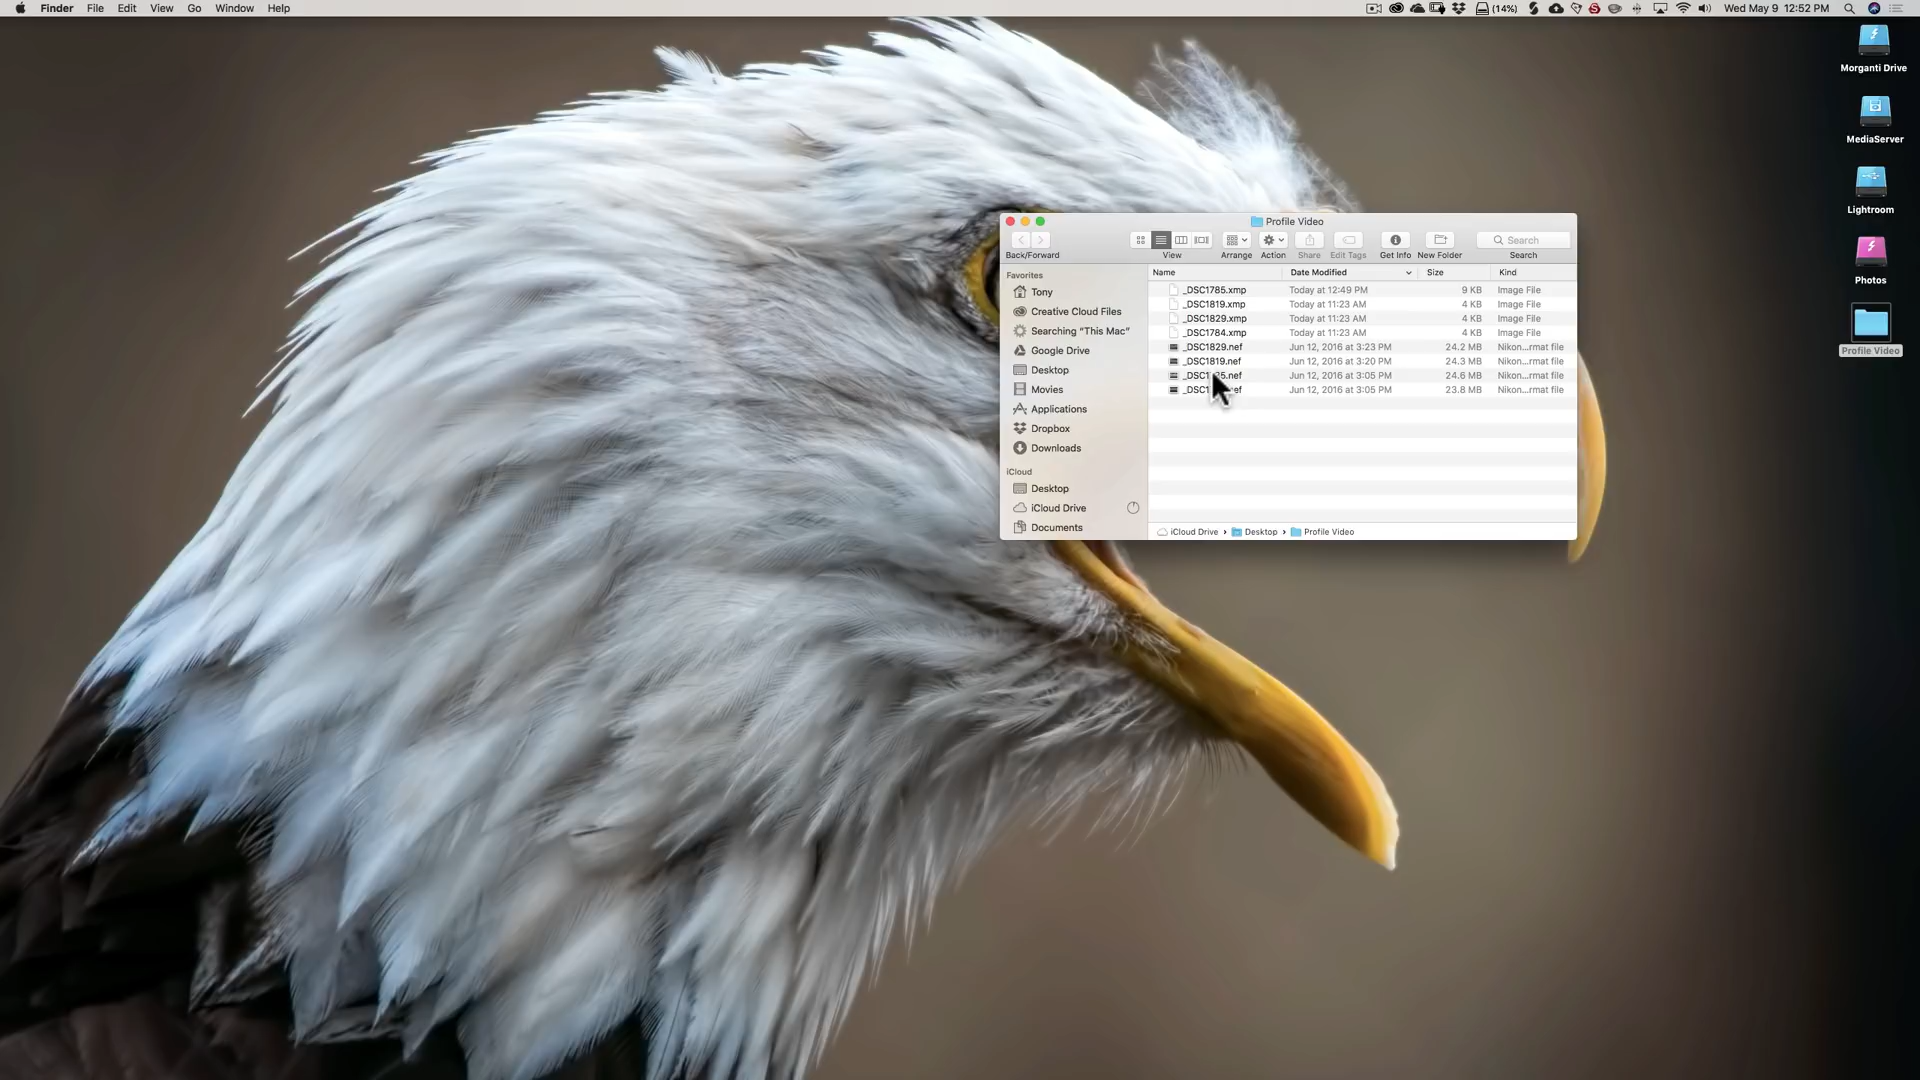 Finder File Edit View Go Window Help (14%) Wed May 9 12:52 PM
Morganti Drive
MediaServer
Lightroom
Photos
Profile Video
Profile Video
Search
Back/Forward View Arrange Action Share Edit Tags Get Info New Folder Search
Favorites
Tony
Creative Cloud Files
Searching “This Mac”
Google Drive
Desktop
Movies
Applications
Dropbox
Downloads
iCloud
Desktop
iCloud Drive
Documents
Name Date Modified Size Kind
_DSC1785.xmp Today at 12:49 PM 9 KB Image File
_DSC1819.xmp Today at 11:23 AM 4 KB Image File
_DSC1829.xmp Today at 11:23 AM 4 KB Image File
_DSC1784.xmp Today at 11:23 AM 4 KB Image File
_DSC1829.nef Jun 12, 2016 at 3:23 PM 24.2 MB Nikon...rmat file
_DSC1819.nef Jun 12, 2016 at 3:20 PM 24.3 MB Nikon...rmat file
Jun 12, 2016 at 3:05 PM 24.6 MB Nikon...rmat file
Jun 12, 2016 at 3:05 PM 23.8 MB Nikon...rmat file
iCloud Drive › Desktop › Profile Video